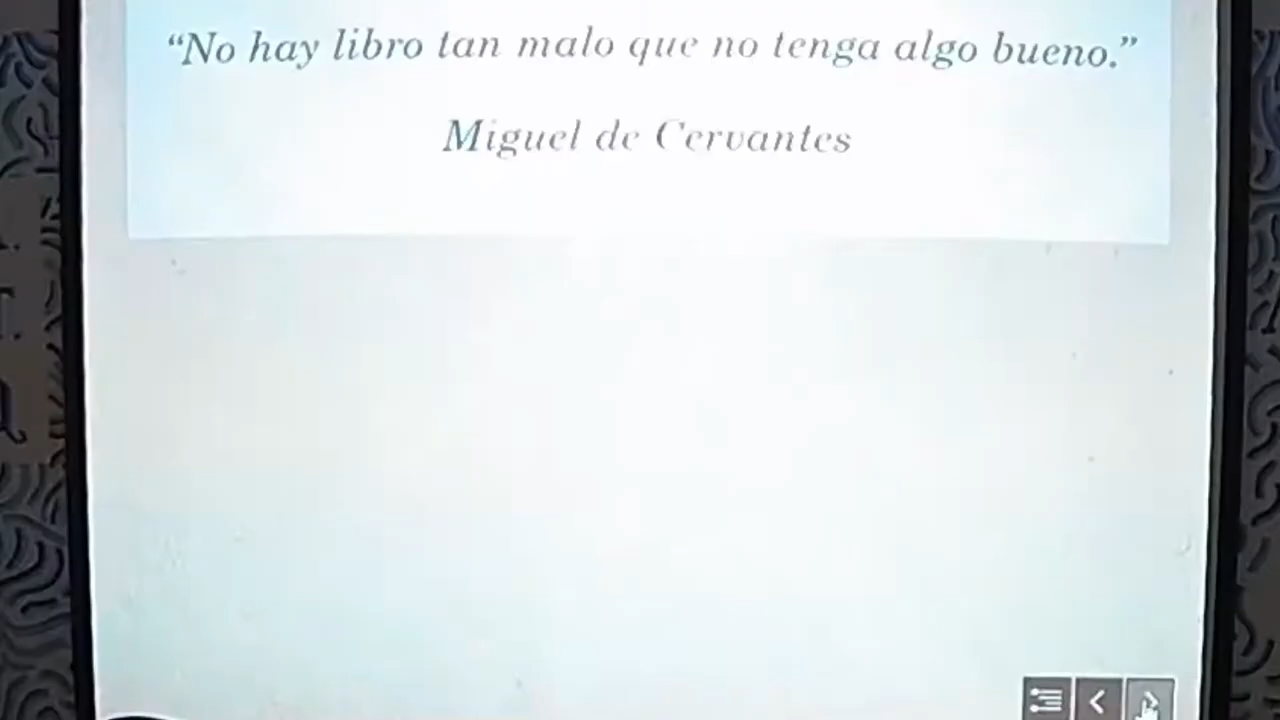 “No hay libro tan malo que no tenga algo bueno.”
Miguel de Cervantes